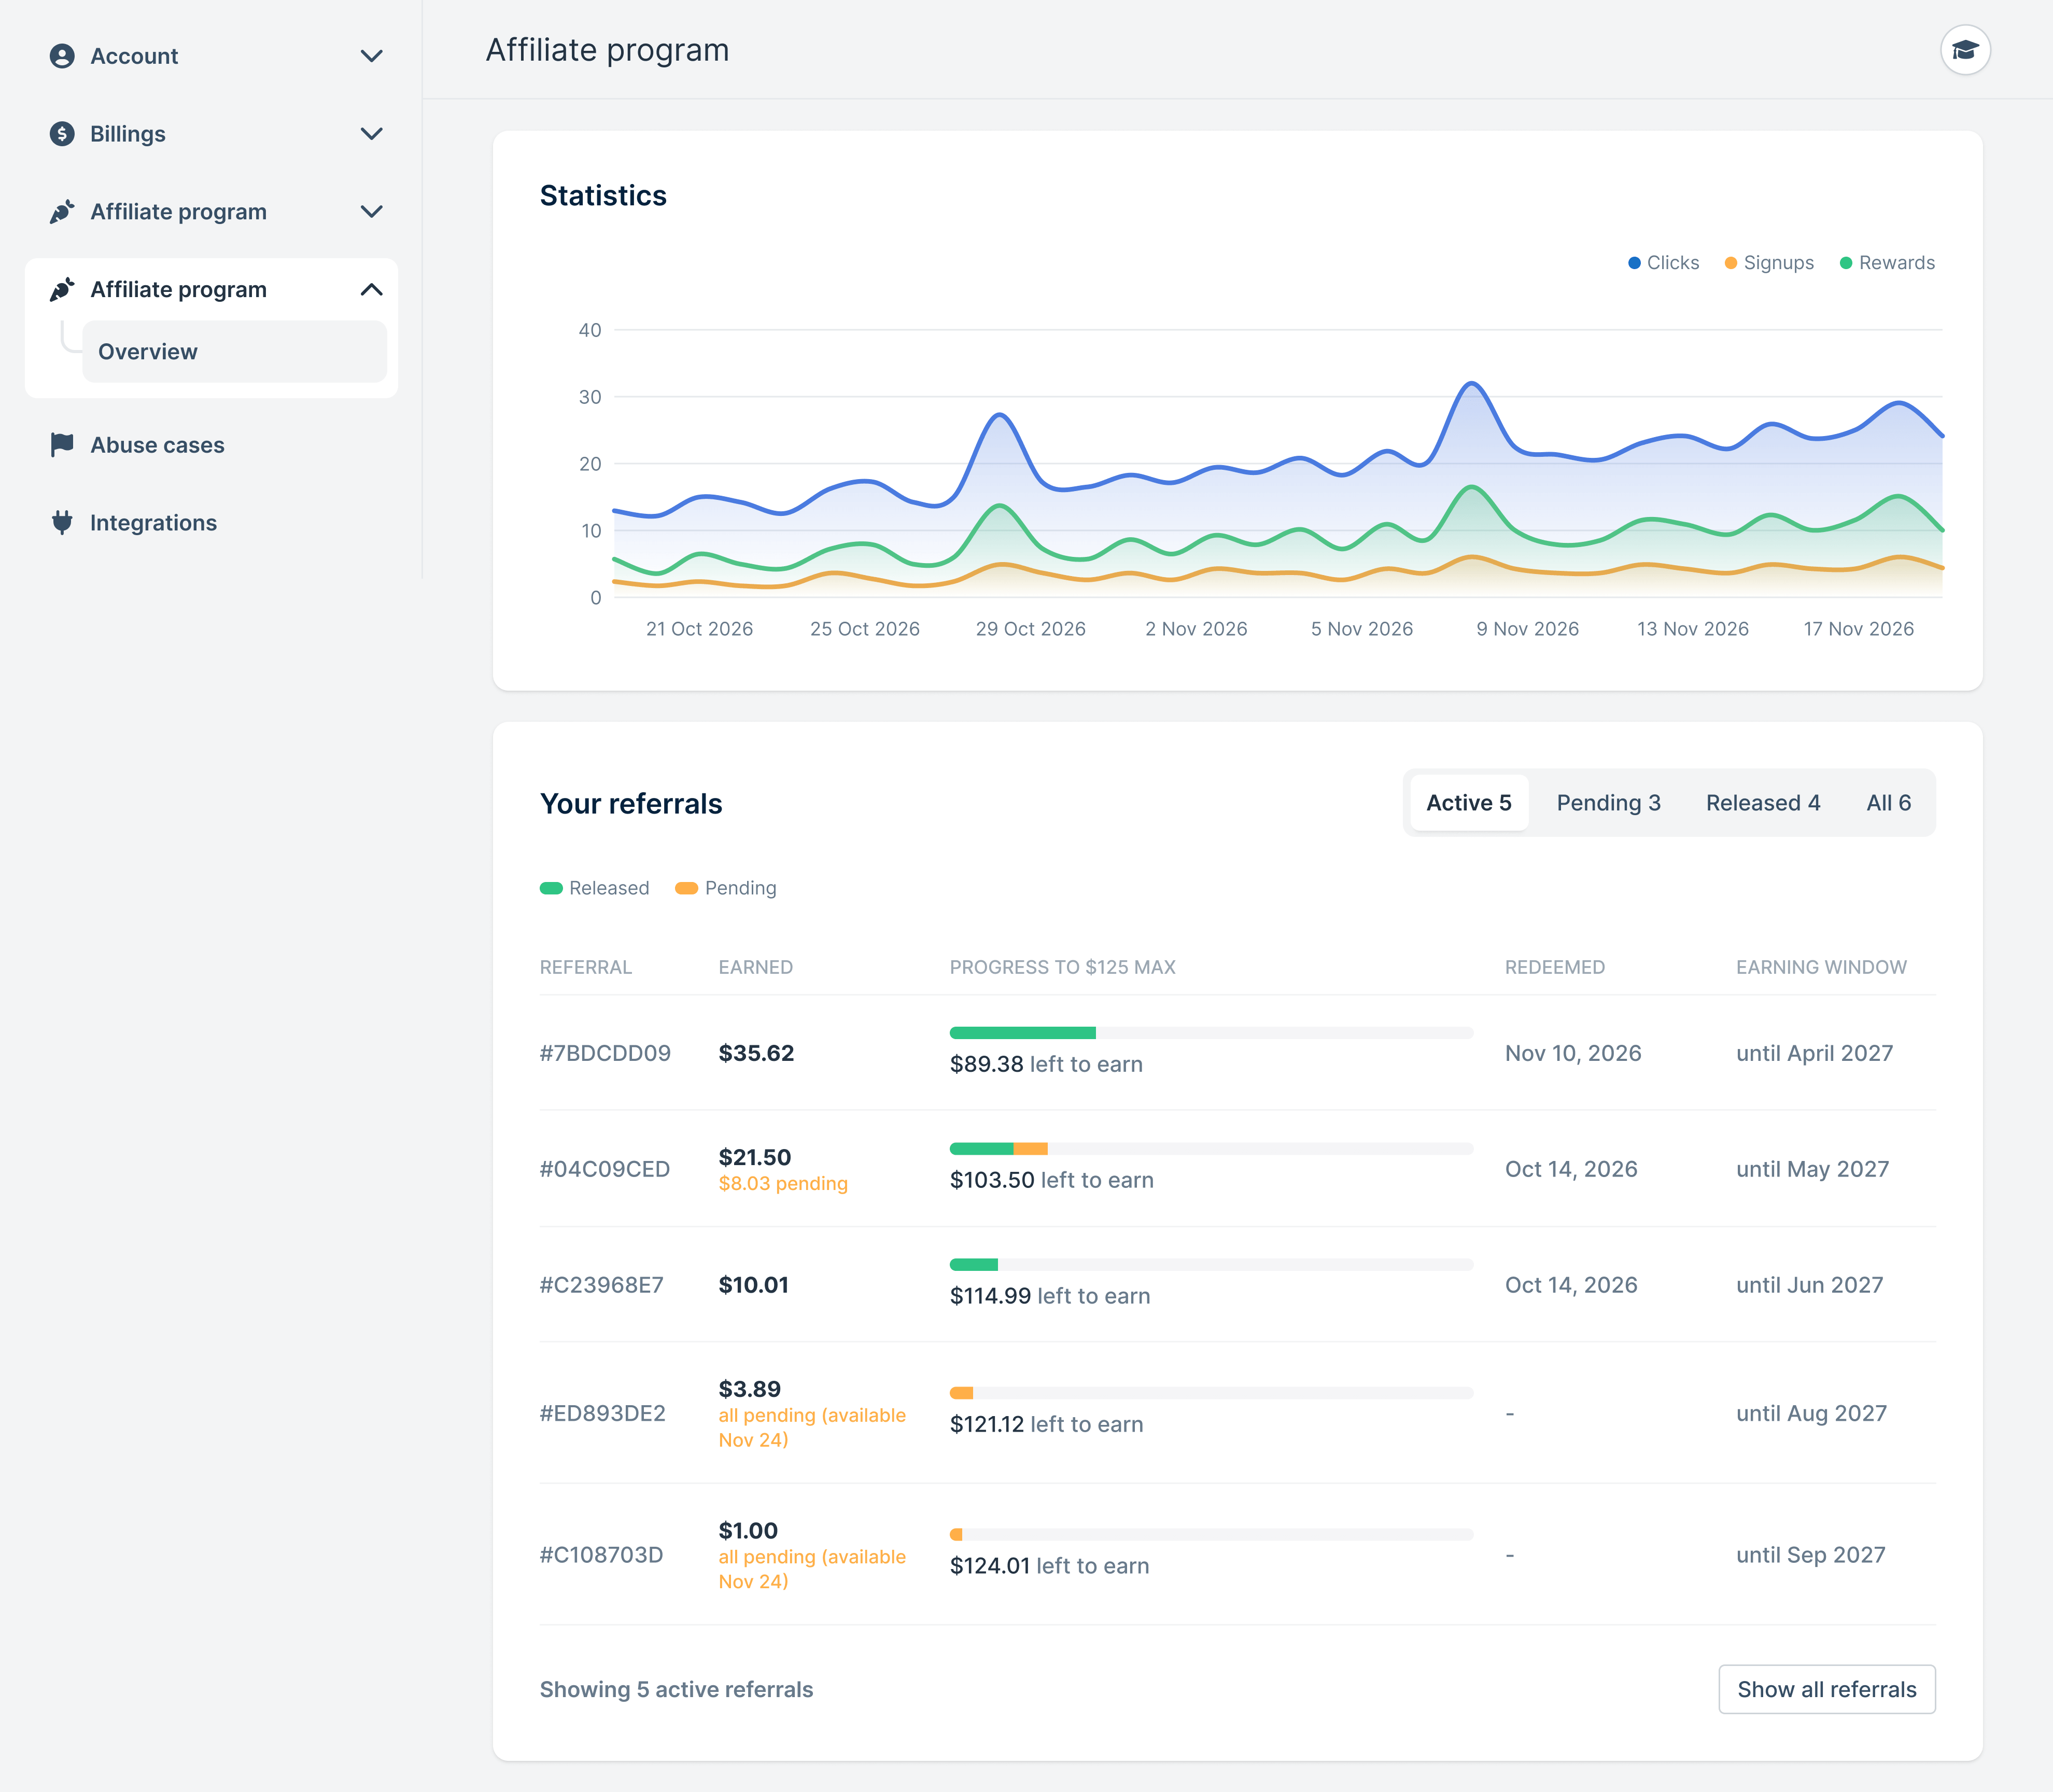 Account
Billings
Affiliate program
Affiliate program
Overview
Abuse cases
Integrations
Affiliate program
Statistics
Clicks Signups Rewards
40
30
20
10
0
21 Oct 2026 25 Oct 2026 29 Oct 2026 2 Nov 2026 5 Nov 2026 9 Nov 2026 13 Nov 2026 17 Nov 2026
Your referrals
Active 5 Pending 3 Released 4 All 6
Released Pending
REFERRAL EARNED PROGRESS TO $125 MAX REDEEMED EARNING WINDOW
#7BDCDD09 $35.62 $89.38 left to earn Nov 10, 2026 until April 2027
#04C09CED $21.50 $103.50 left to earn Oct 14, 2026 until May 2027
$8.03 pending
#C23968E7 $10.01 $114.99 left to earn Oct 14, 2026 until Jun 2027
#ED893DE2 $3.89 $121.12 left to earn - until Aug 2027
all pending (available
Nov 24)
#C108703D $1.00 $124.01 left to earn - until Sep 2027
all pending (available
Nov 24)
Showing 5 active referrals
Show all referrals